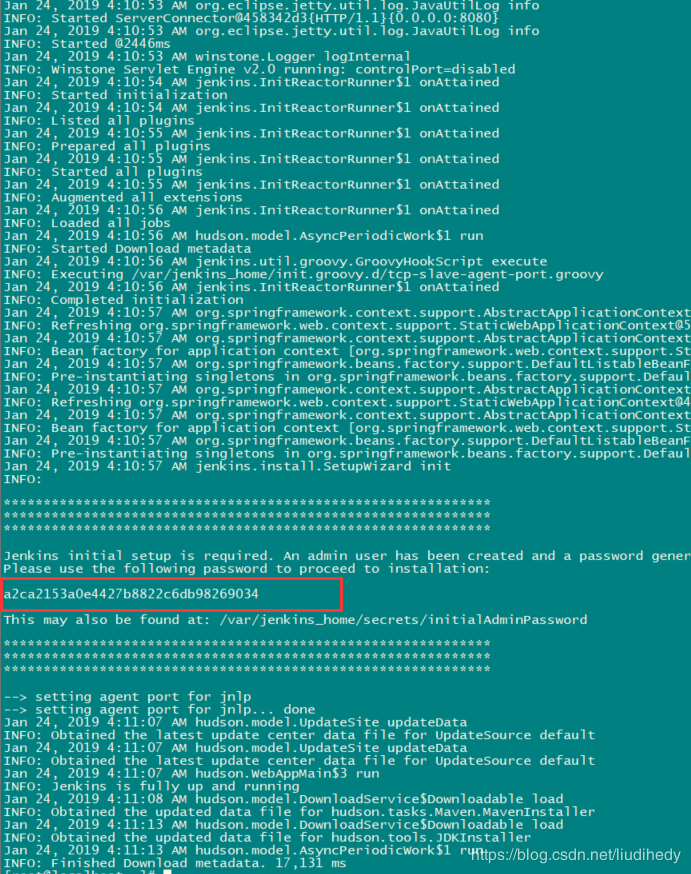 Jan 24, 2019 4:10:53 AM org.eclipse.jetty.util.log.JavaUtilLog info
INFO: Started ServerConnector@458342d3{HTTP/1.1}{0.0.0.0:8080}
Jan 24, 2019 4:10:53 AM org.eclipse.jetty.util.log.JavaUtilLog info
INFO: Started @2446ms
Jan 24, 2019 4:10:53 AM winstone.Logger logInternal
INFO: Winstone Servlet Engine v2.0 running: controlPort=disabled
Jan 24, 2019 4:10:54 AM jenkins.InitReactorRunner$1 onAttained
INFO: Started initialization
Jan 24, 2019 4:10:54 AM jenkins.InitReactorRunner$1 onAttained
INFO: Listed all plugins
Jan 24, 2019 4:10:55 AM jenkins.InitReactorRunner$1 onAttained
INFO: Prepared all plugins
Jan 24, 2019 4:10:55 AM jenkins.InitReactorRunner$1 onAttained
INFO: Started all plugins
Jan 24, 2019 4:10:55 AM jenkins.InitReactorRunner$1 onAttained
INFO: Augmented all extensions
Jan 24, 2019 4:10:56 AM jenkins.InitReactorRunner$1 onAttained
INFO: Loaded all jobs
Jan 24, 2019 4:10:56 AM hudson.model.AsyncPeriodicWork$1 run
INFO: Started Download metadata
Jan 24, 2019 4:10:56 AM jenkins.util.groovy.GroovyHookScript execute
INFO: Executing /var/jenkins_home/init.groovy.d/tcp-slave-agent-port.groovy
Jan 24, 2019 4:10:56 AM jenkins.InitReactorRunner$1 onAttained
INFO: Completed initialization
Jan 24, 2019 4:10:57 AM org.springframework.context.support.AbstractApplicationContext
INFO: Refreshing org.springframework.web.context.support.StaticWebApplicationContext@5
Jan 24, 2019 4:10:57 AM org.springframework.context.support.AbstractApplicationContext
INFO: Bean factory for application context [org.springframework.web.context.support.St
Jan 24, 2019 4:10:57 AM org.springframework.beans.factory.support.DefaultListableBeanF
INFO: Pre-instantiating singletons in org.springframework.beans.factory.support.Defaul
Jan 24, 2019 4:10:57 AM org.springframework.context.support.AbstractApplicationContext
INFO: Refreshing org.springframework.web.context.support.StaticWebApplicationContext@4
Jan 24, 2019 4:10:57 AM org.springframework.context.support.AbstractApplicationContext
INFO: Bean factory for application context [org.springframework.web.context.support.St
Jan 24, 2019 4:10:57 AM org.springframework.beans.factory.support.DefaultListableBeanF
INFO: Pre-instantiating singletons in org.springframework.beans.factory.support.Defaul
Jan 24, 2019 4:10:57 AM jenkins.install.SetupWizard init
INFO:
*************************************************************
*************************************************************
*************************************************************
Jenkins initial setup is required. An admin user has been created and a password gener
Please use the following password to proceed to installation:
a2ca2153a0e4427b8822c6db98269034
This may also be found at: /var/jenkins_home/secrets/initialAdminPassword
*************************************************************
*************************************************************
*************************************************************
--> setting agent port for jnlp
--> setting agent port for jnlp... done
Jan 24, 2019 4:11:07 AM hudson.model.UpdateSite updateData
INFO: Obtained the latest update center data file for UpdateSource default
Jan 24, 2019 4:11:07 AM hudson.model.UpdateSite updateData
INFO: Obtained the latest update center data file for UpdateSource default
Jan 24, 2019 4:11:07 AM hudson.WebAppMain$3 run
INFO: Jenkins is fully up and running
Jan 24, 2019 4:11:08 AM hudson.model.DownloadService$Downloadable load
INFO: Obtained the updated data file for hudson.tasks.Maven.MavenInstaller
Jan 24, 2019 4:11:13 AM hudson.model.DownloadService$Downloadable load
INFO: Obtained the updated data file for hudson.tools.JDKInstaller
Jan 24, 2019 4:11:13 AM hudson.model.AsyncPeriodicWork$1 run
INFO: Finished Download metadata. 17,131 ms
https://blog.csdn.net/liudihedy